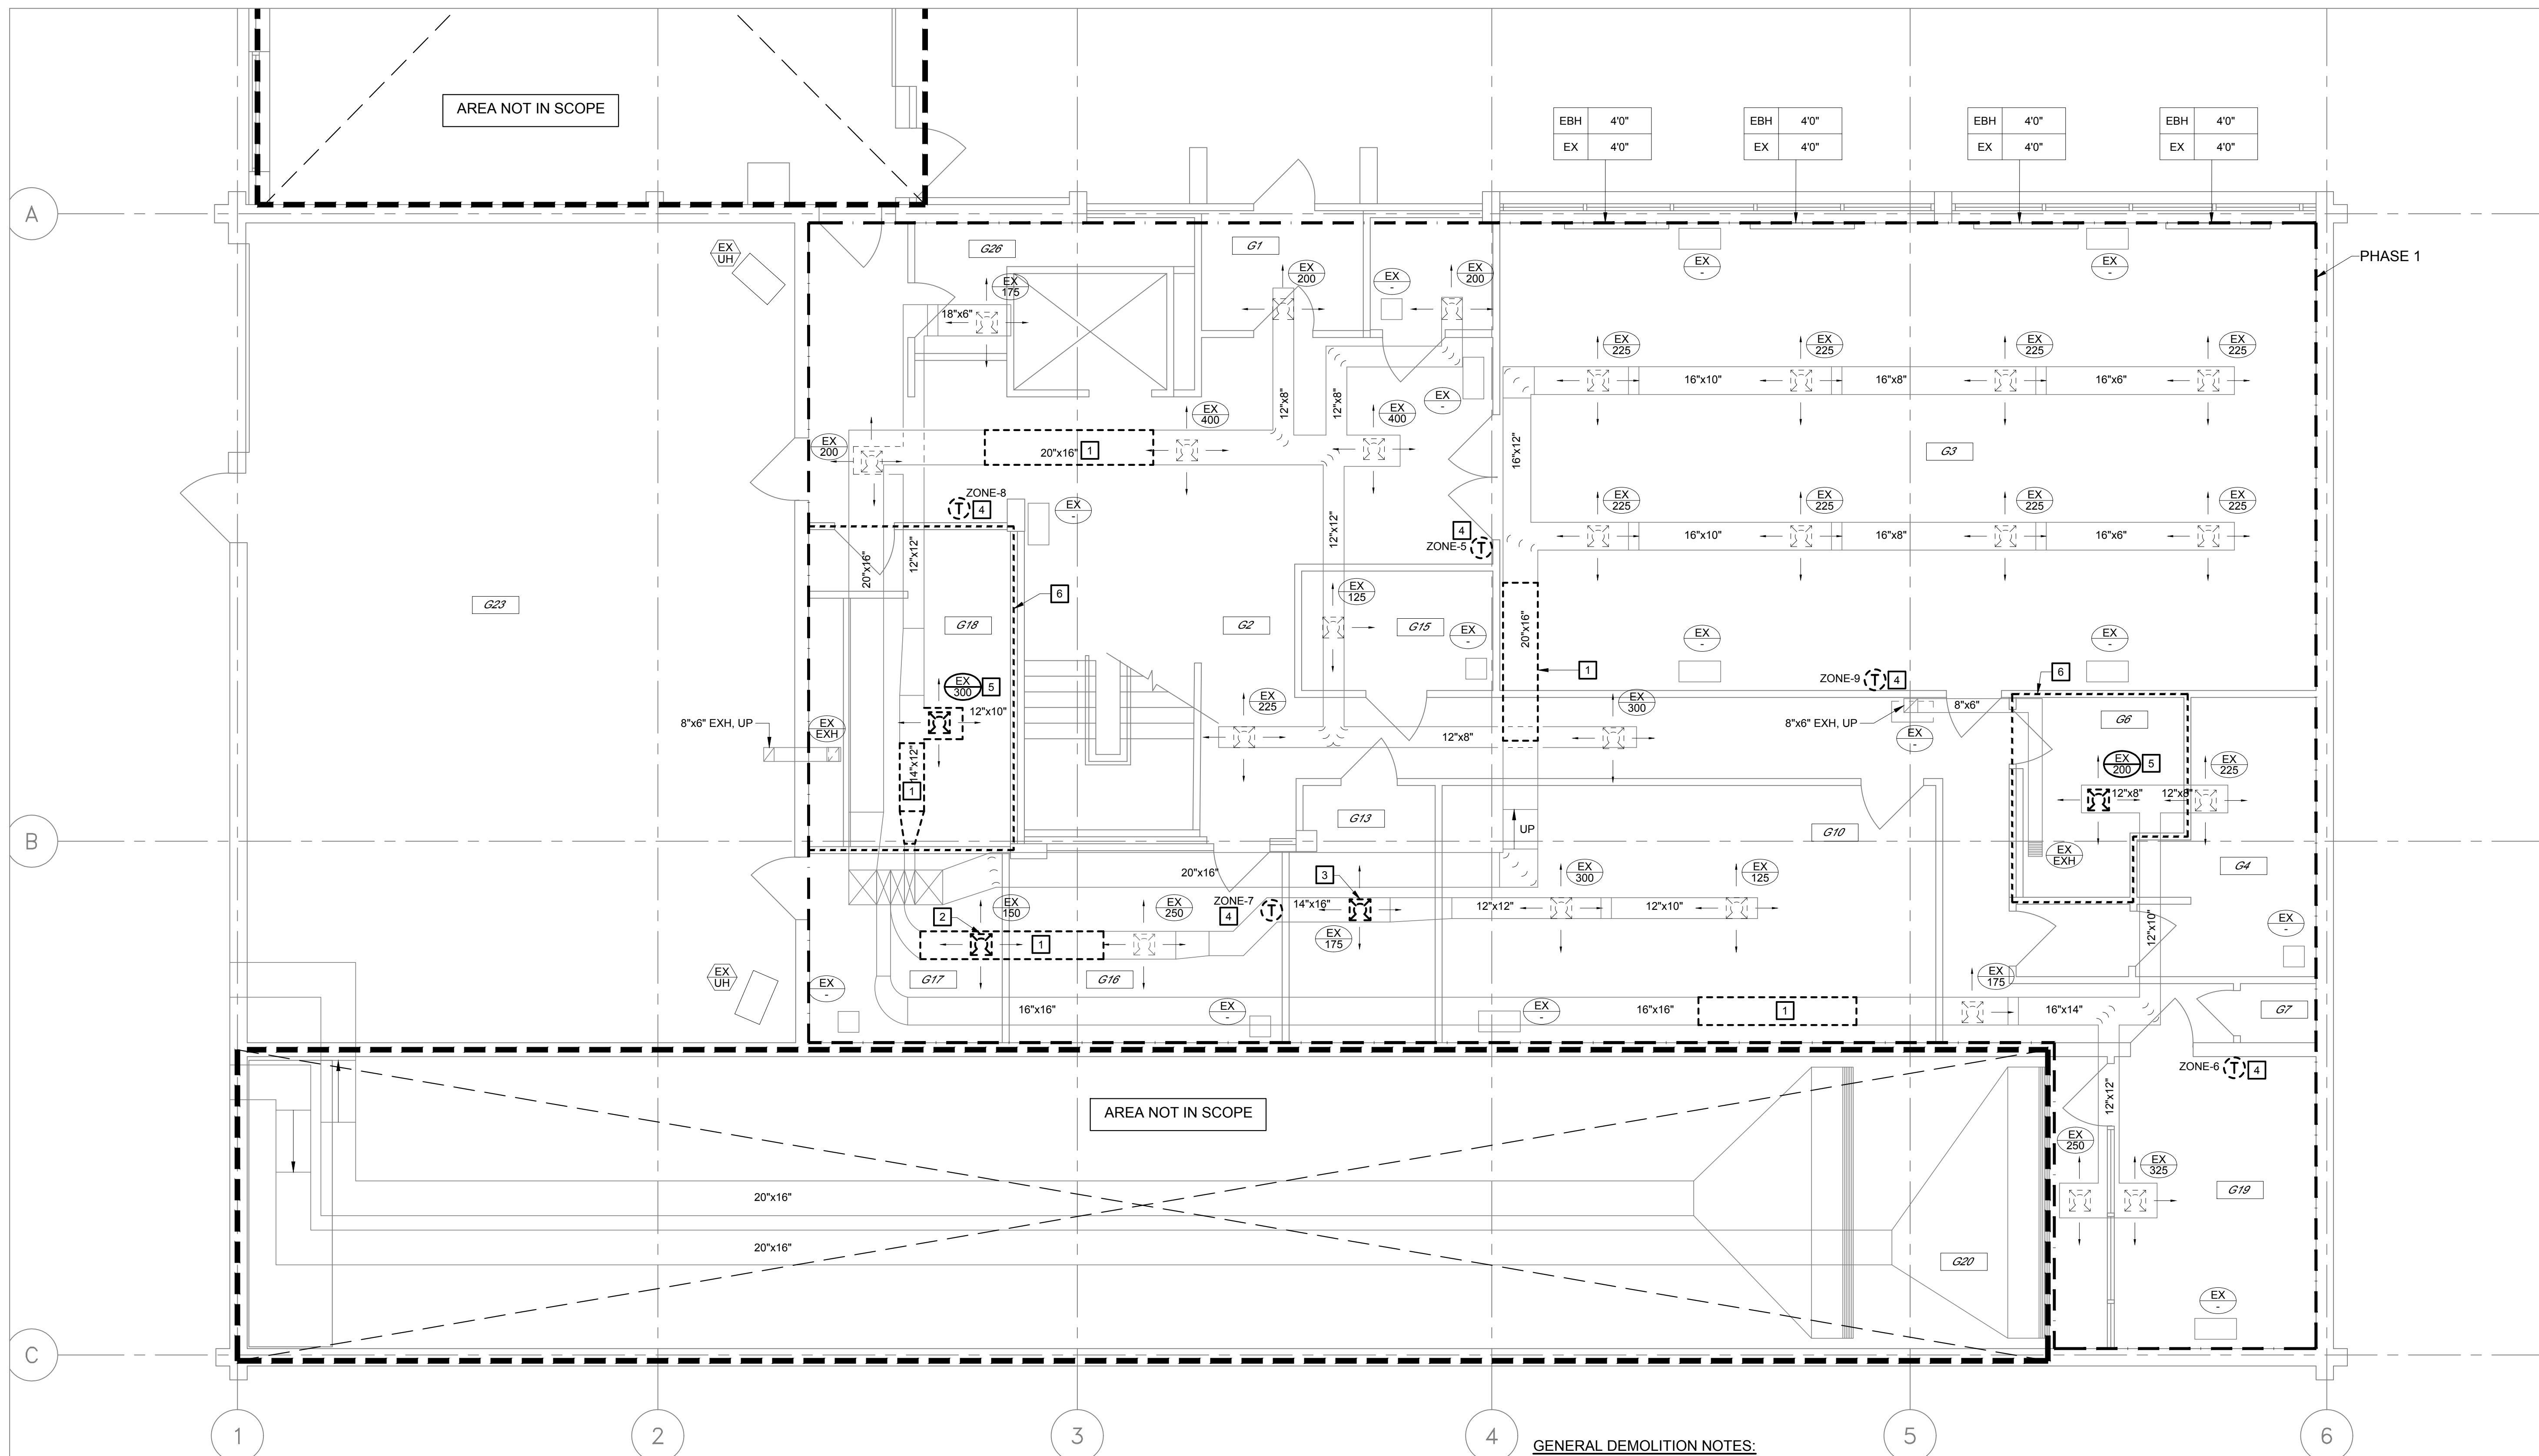 AREA NOT IN SCOPE
EBH 4'0"
EX 4'0"
EBH 4'0"
EX 4'0"
EBH 4'0"
EX 4'0"
EBH 4'0"
EX 4'0"
A
PHASE 1
EX
UH
G26
G1
EX
175
18"x6"
EX
200
EX
-
EX
200
EX
-
EX
-
EX
225
EX
225
EX
225
EX
225
16"x10"
16"x8"
16"x6"
12"x8"
12"x8"
EX
-
EX
400
EX
400
EX
200
20"x16"
1
16"x12"
G3
ZONE-8
T
4
EX
-
12"x12"
4
ZONE-5
T
EX
225
EX
225
EX
225
EX
225
16"x10"
16"x8"
16"x6"
20"x16"
12"x12"
6
EX
125
G23
G18
G2
G15
EX
-
20"x16"
1
EX
-
EX
-
ZONE-9
T
4
6
EX
300
5
12"x10"
EX
225
EX
300
12"x8"
8"x6" EXH, UP
EX
EXH
14"x12"
1
8"x6" EXH, UP
8"x6"
EX
-
G6
EX
200
5
EX
225
12"x8"
12"x8"
G13
UP
G10
B
EX
EXH
G4
20"x16"
3
EX
300
EX
125
2
EX
150
EX
250
ZONE-7
4
T
14"x16"
12"x12"
12"x10"
EX
175
1
12"x10"
EX
-
EX
UH
EX
-
G17
G16
EX
175
16"x16"
EX
-
EX
-
16"x16"
1
16"x14"
G7
ZONE-6
T
4
12"x12"
AREA NOT IN SCOPE
EX
250
EX
325
20"x16"
G19
20"x16"
G20
EX
-
C
1
2
3
4
5
6
GENERAL DEMOLITION NOTES: